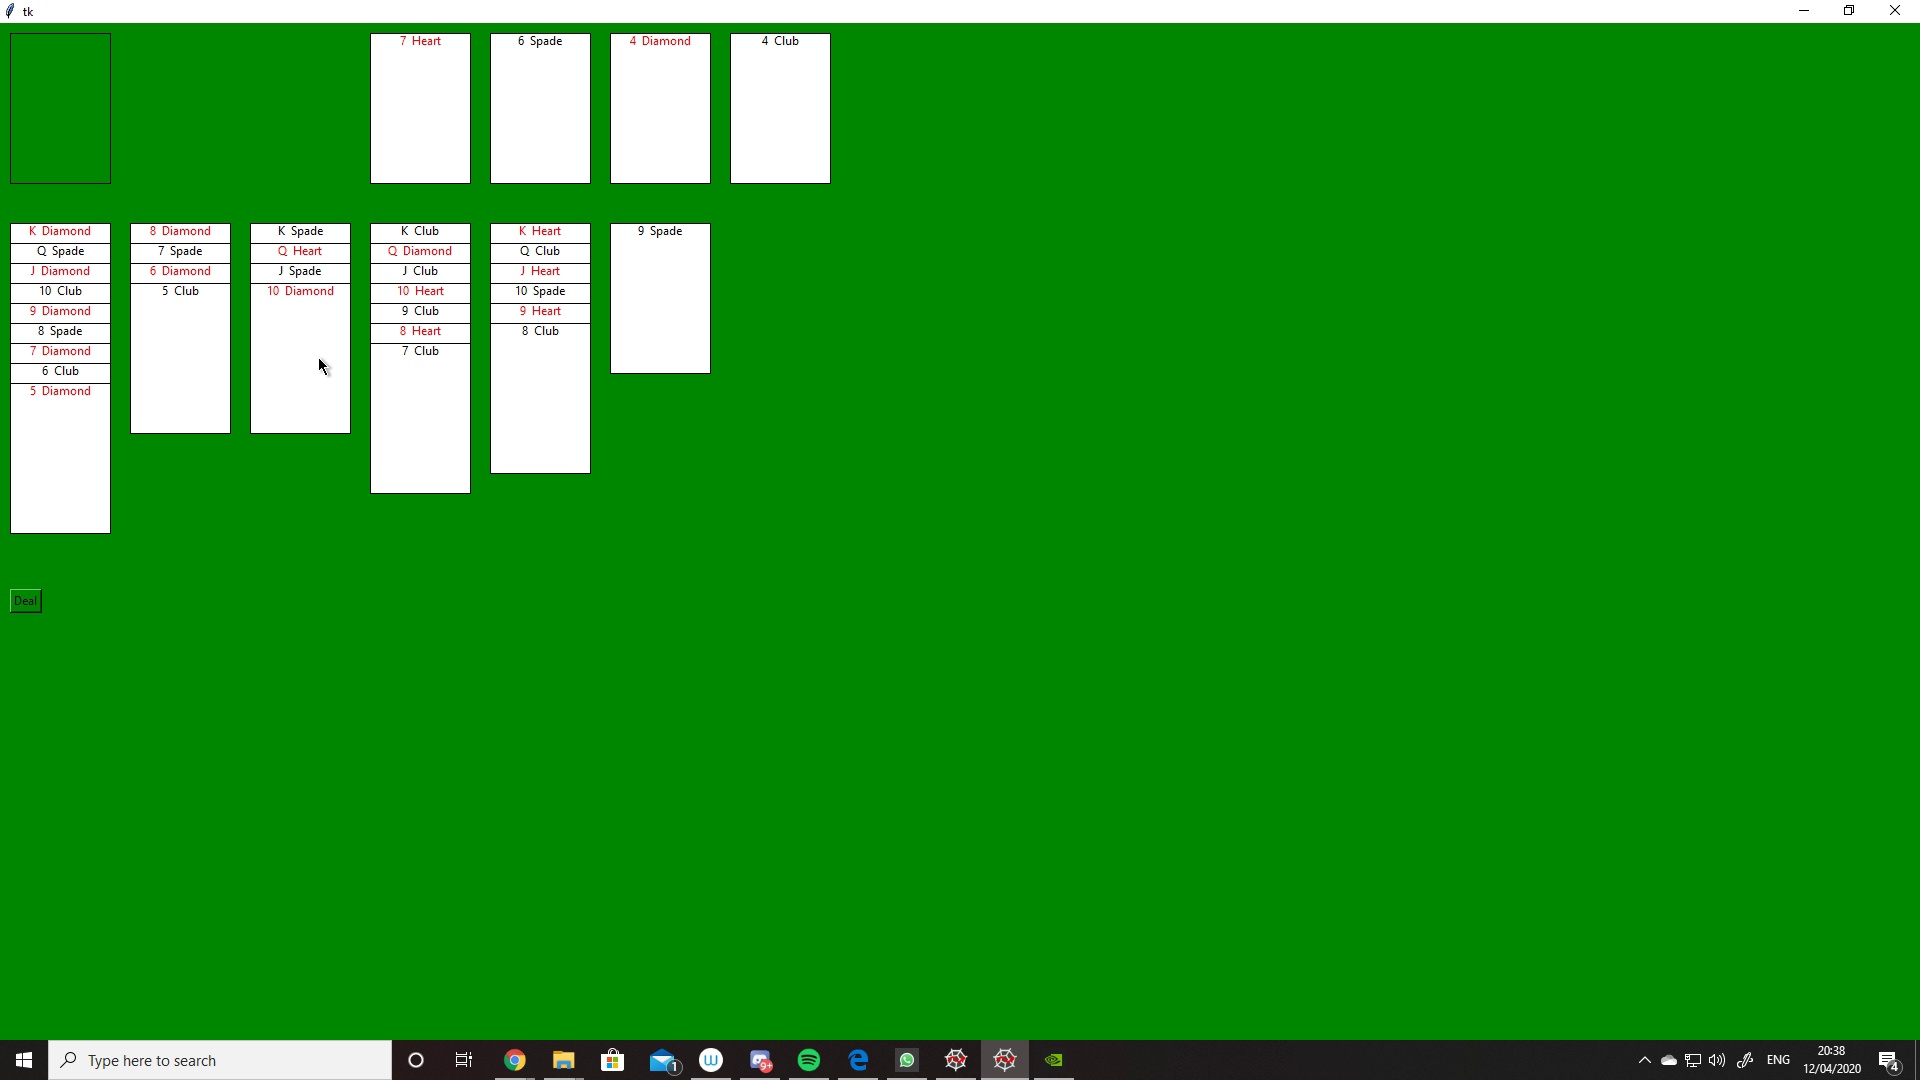 tk
7 Heart
6 Spade
4 Diamond
4 Club
K Diamond
Q Spade
J Diamond
10 Club
9 Diamond
8 Spade
7 Diamond
6 Club
5 Diamond
8 Diamond
7 Spade
6 Diamond
5 Club
K Spade
Q Heart
J Spade
10 Diamond
K Club
Q Diamond
J Club
10 Heart
9 Club
8 Heart
7 Club
K Heart
Q Club
J Heart
10 Spade
9 Heart
8 Club
9 Spade
Deal
Type here to search
1
W
9+
ENG
20:38
12/04/2020
4